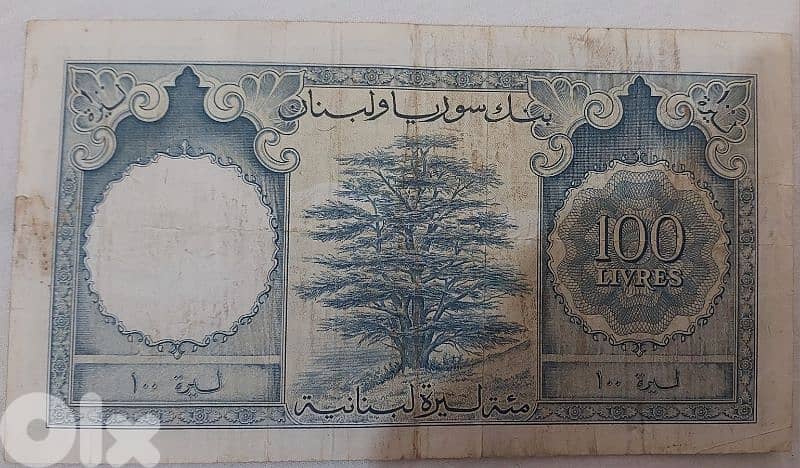 بنك سوريا ولبنان
ليرة
ليرة
100
LIVRES
ليرة ١٠٠
ليرة ١٠٠
مئة ليرة لبنانية
olx